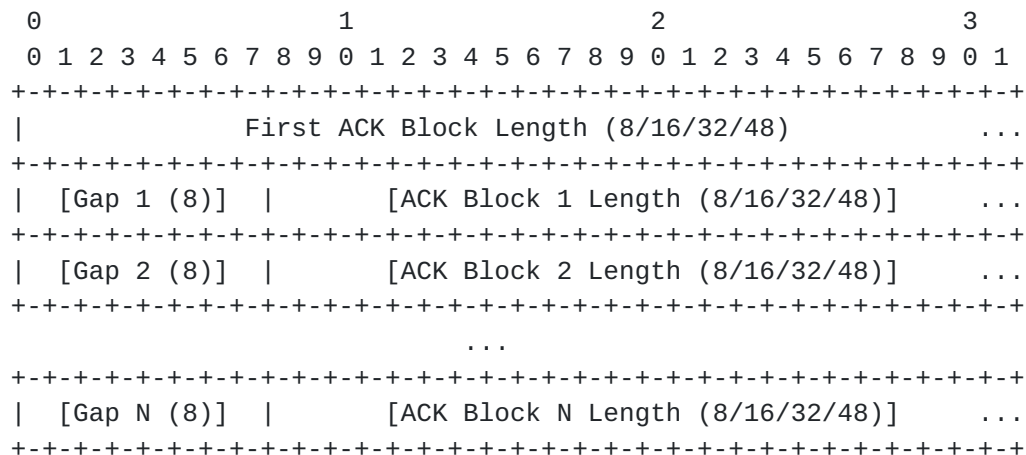 0                   1                   2                   3
 0 1 2 3 4 5 6 7 8 9 0 1 2 3 4 5 6 7 8 9 0 1 2 3 4 5 6 7 8 9 0 1
+-+-+-+-+-+-+-+-+-+-+-+-+-+-+-+-+-+-+-+-+-+-+-+-+-+-+-+-+-+-+-+-+
|              First ACK Block Length (8/16/32/48)            ...
+-+-+-+-+-+-+-+-+-+-+-+-+-+-+-+-+-+-+-+-+-+-+-+-+-+-+-+-+-+-+-+-+
|  [Gap 1 (8)]  |       [ACK Block 1 Length (8/16/32/48)]     ...
+-+-+-+-+-+-+-+-+-+-+-+-+-+-+-+-+-+-+-+-+-+-+-+-+-+-+-+-+-+-+-+-+
|  [Gap 2 (8)]  |       [ACK Block 2 Length (8/16/32/48)]     ...
+-+-+-+-+-+-+-+-+-+-+-+-+-+-+-+-+-+-+-+-+-+-+-+-+-+-+-+-+-+-+-+-+
                             ...
+-+-+-+-+-+-+-+-+-+-+-+-+-+-+-+-+-+-+-+-+-+-+-+-+-+-+-+-+-+-+-+-+
|  [Gap N (8)]  |       [ACK Block N Length (8/16/32/48)]     ...
+-+-+-+-+-+-+-+-+-+-+-+-+-+-+-+-+-+-+-+-+-+-+-+-+-+-+-+-+-+-+-+-+